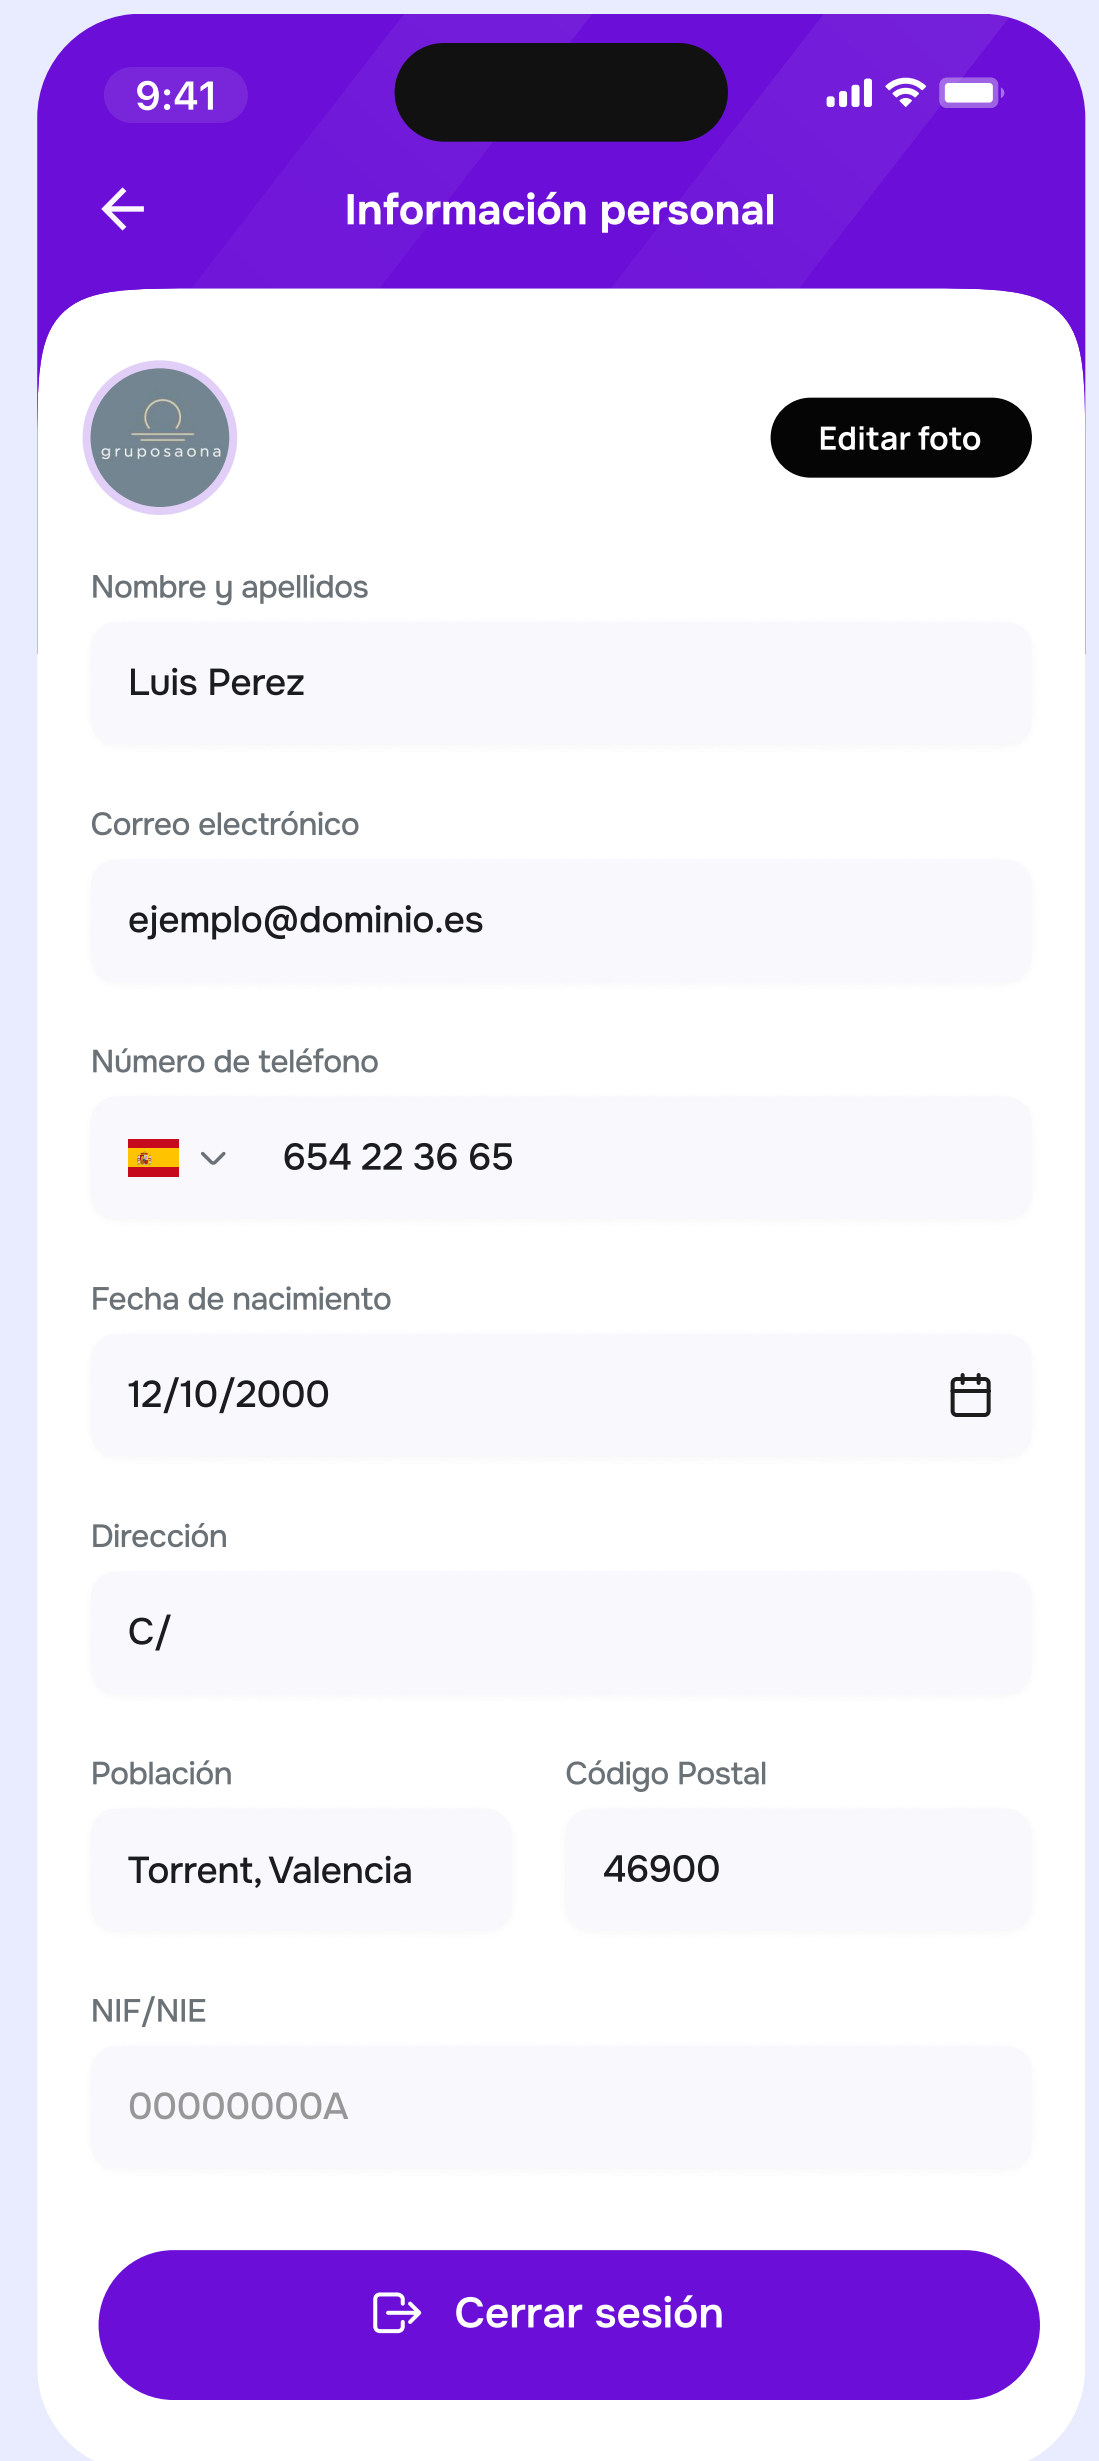 9:41
Información personal
gruposaona
Editar foto
Nombre y apellidos
Luis Perez
Correo electrónico
ejemplo@dominio.es
Número de teléfono
654 22 36 65
Fecha de nacimiento
12/10/2000
Dirección
C/
Población
Código Postal
Torrent, Valencia
46900
NIF/NIE
00000000A
Cerrar sesión